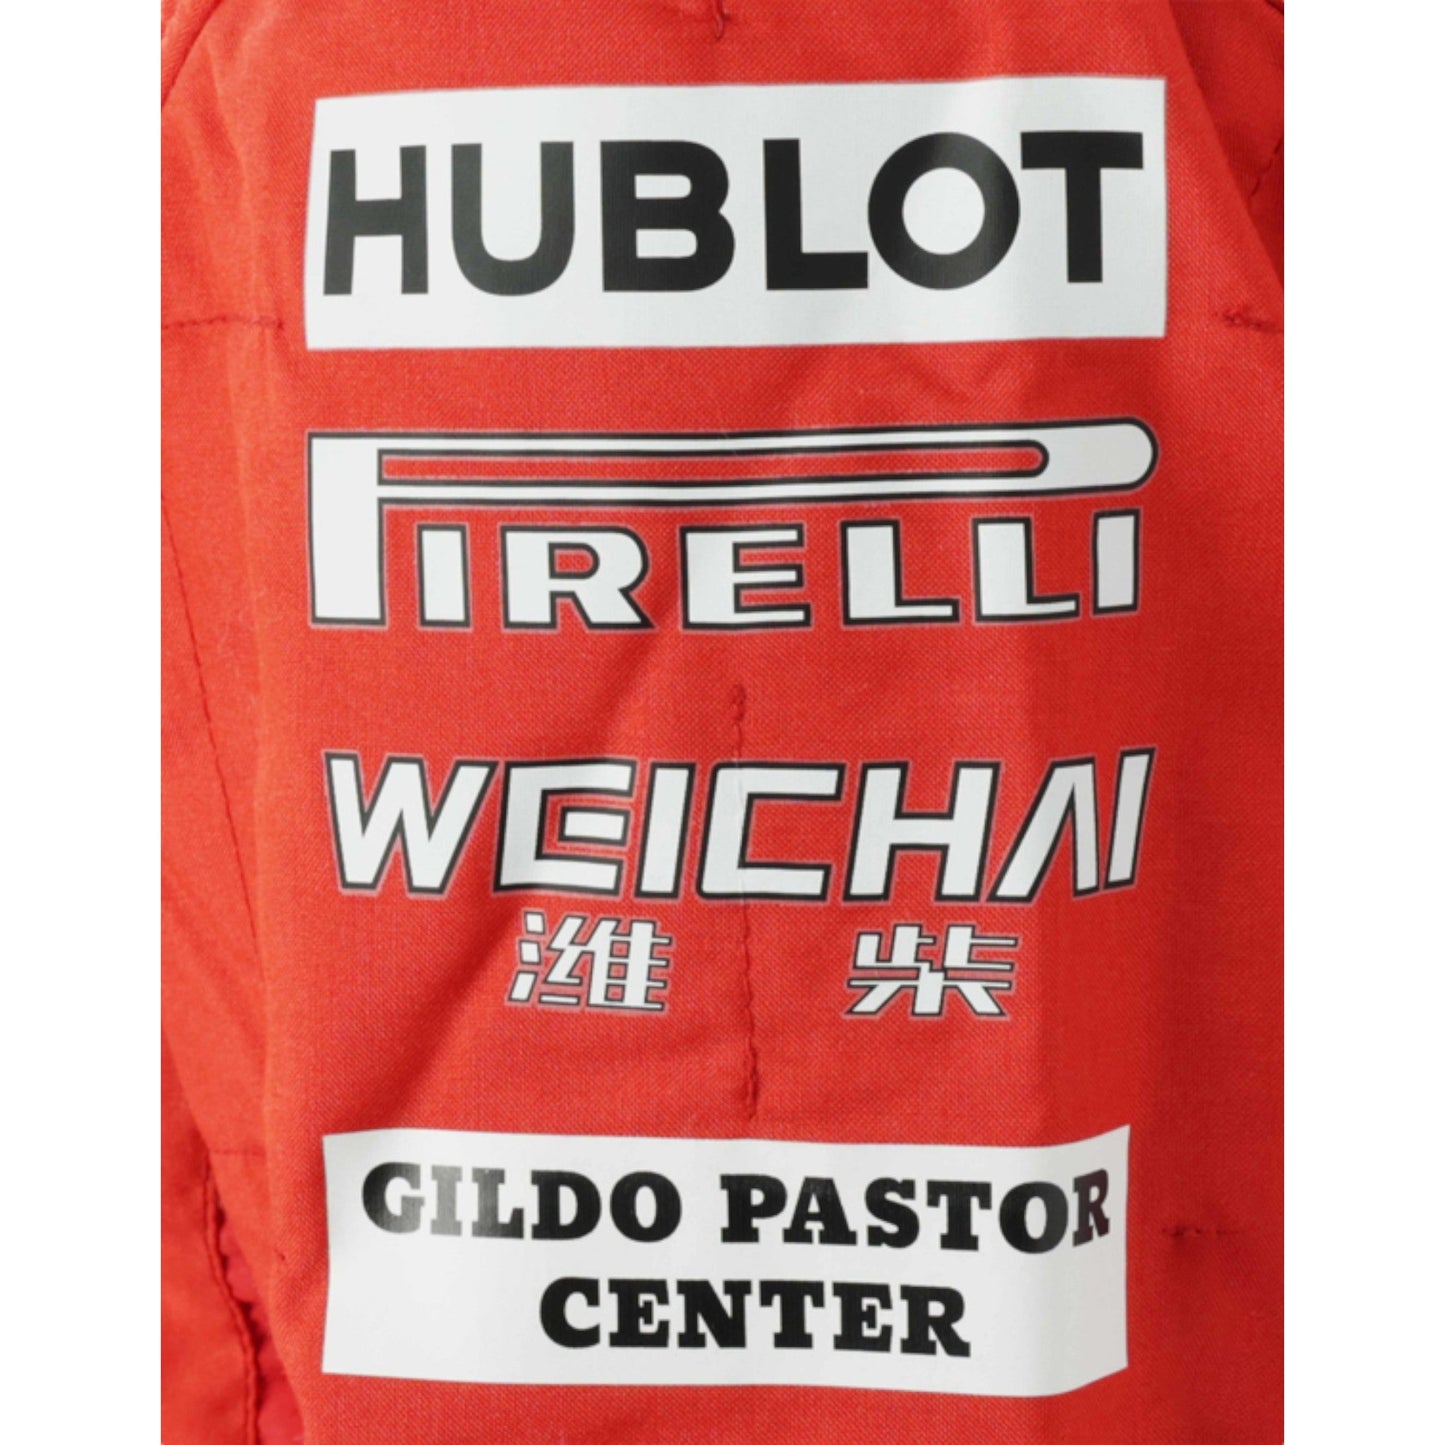 HUBLOT
PIRELLI
WEICHAI
潍 柴
GILDO PASTOR
CENTER